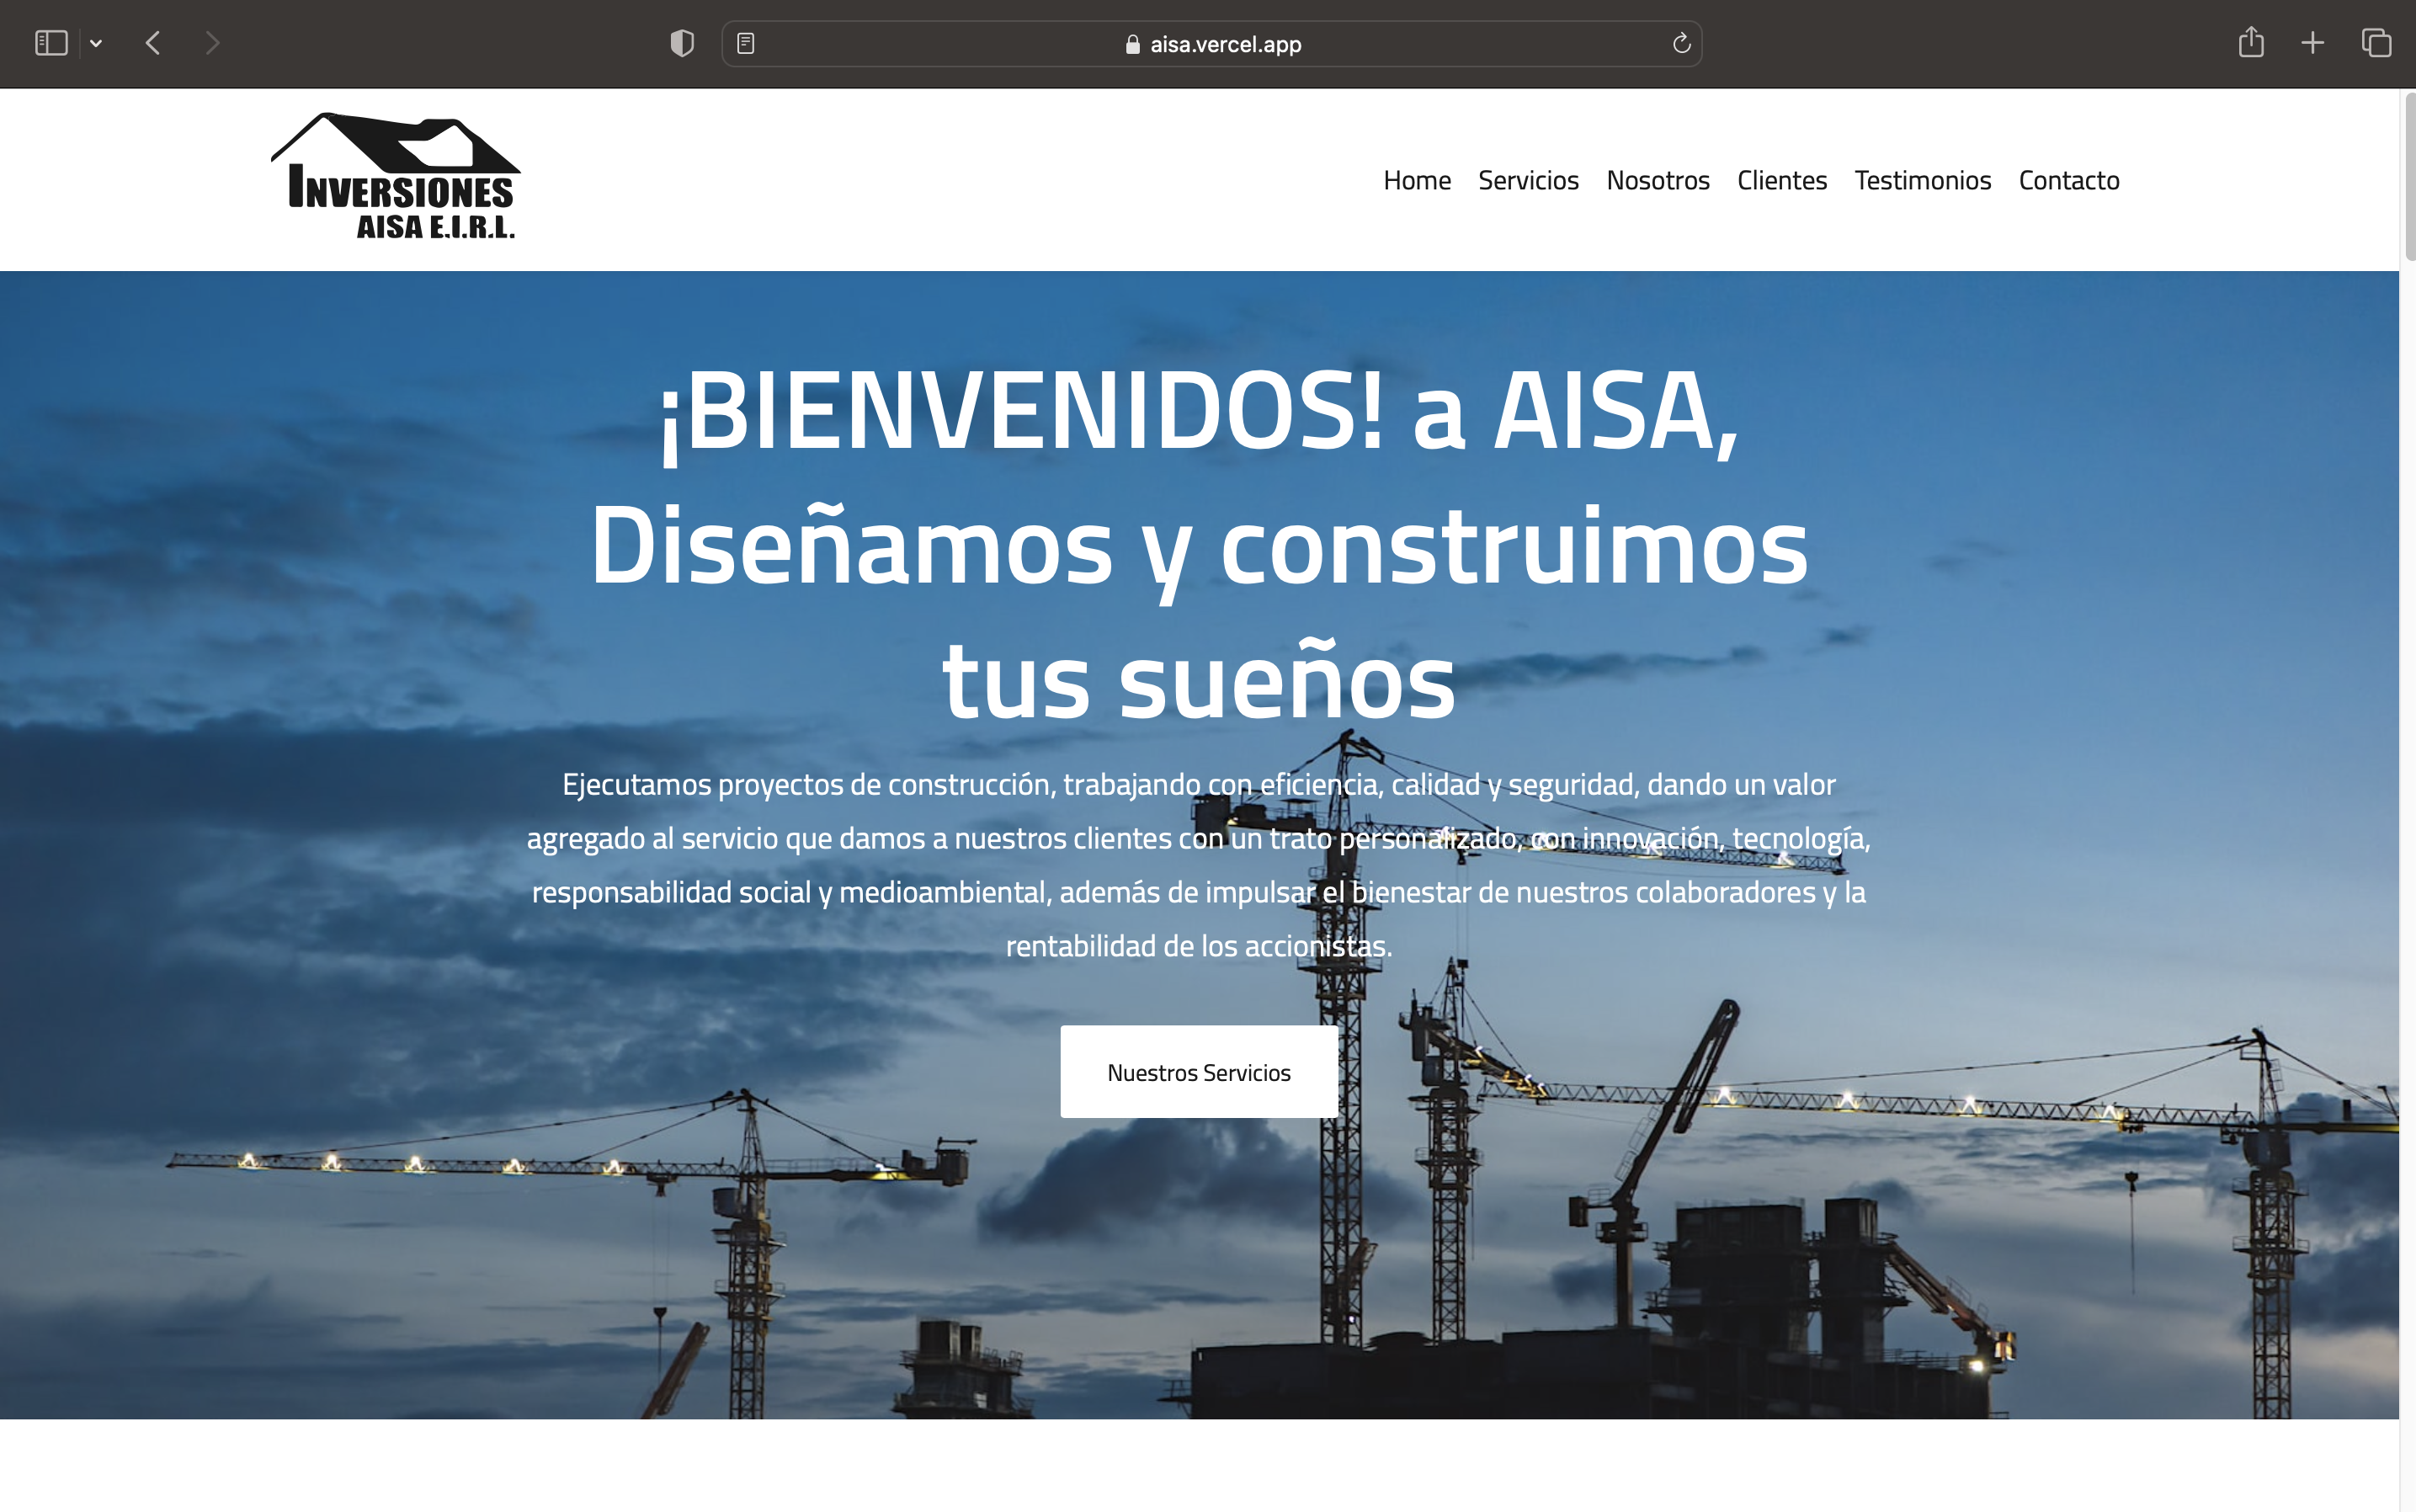 aisa.vercel.app
INVERSIONES
AISA E.I.R.L.
Home Servicios Nosotros Clientes Testimonios Contacto
¡BIENVENIDOS! a AISA,
Diseñamos y construimos
tus sueños
Ejecutamos proyectos de construcción, trabajando con eficiencia, calidad y seguridad, dando un valor
agregado al servicio que damos a nuestros clientes con un trato personalizado, con innovación, tecnología,
responsabilidad social y medioambiental, además de impulsar el bienestar de nuestros colaboradores y la
rentabilidad de los accionistas.
Nuestros Servicios